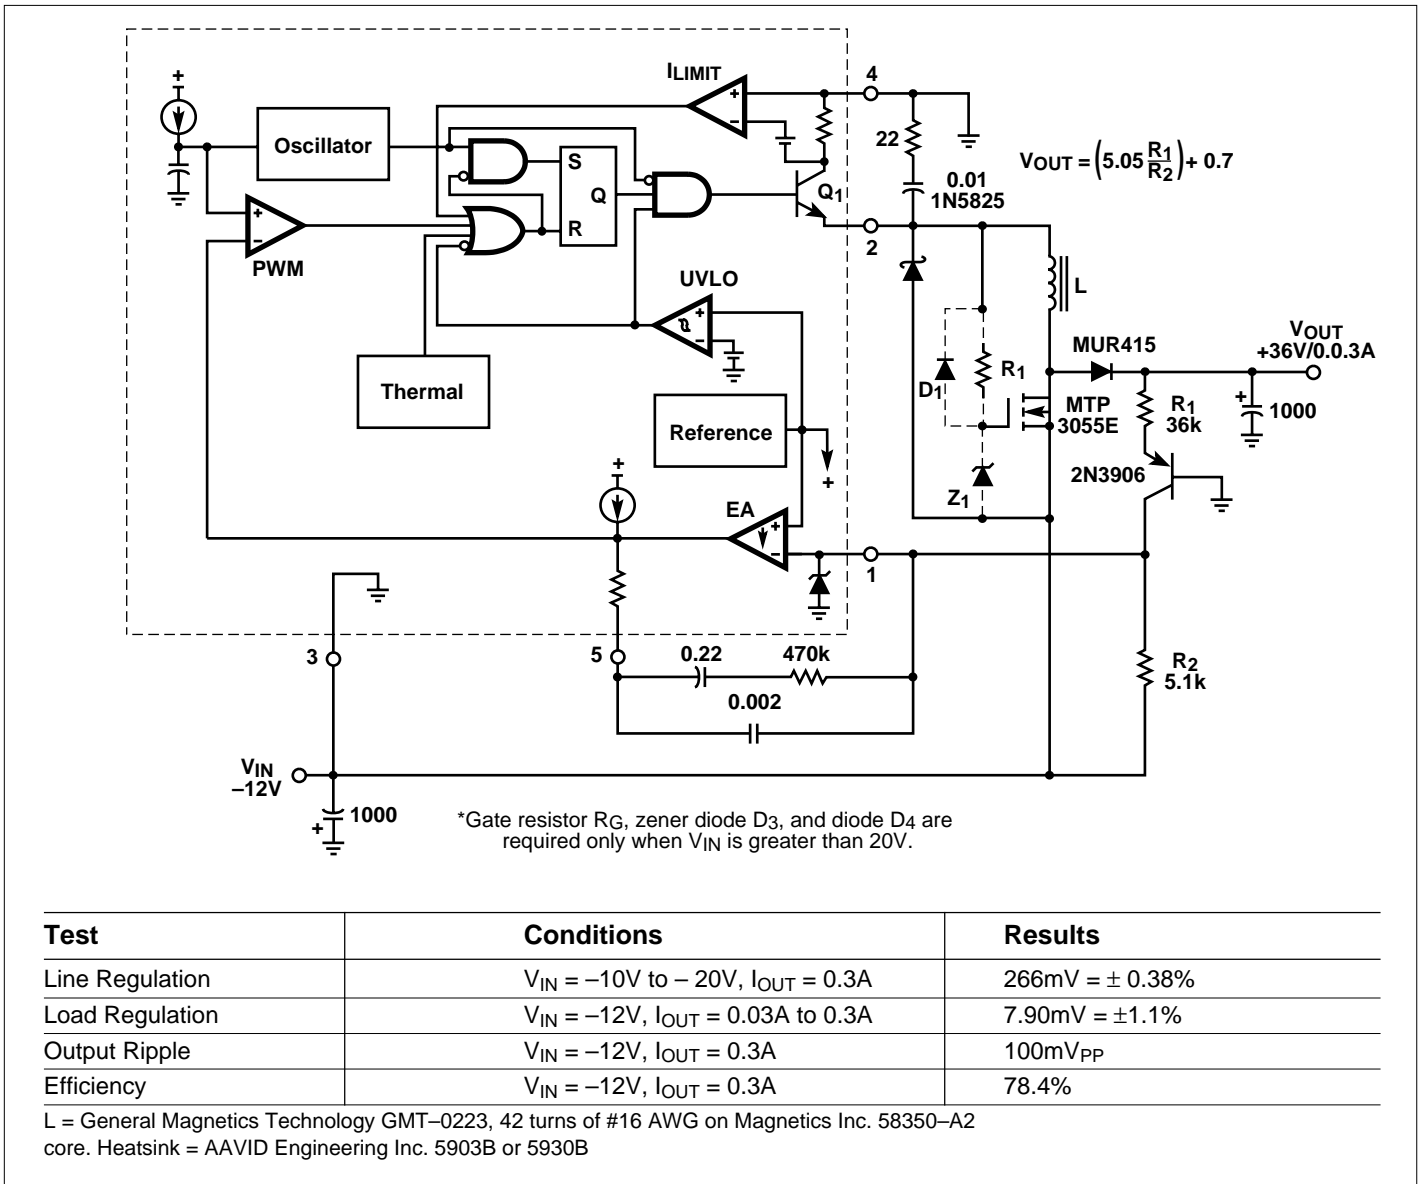 ILIMIT
4
Oscillator
S
Q
R
Q1
22
0.01
1N5825
VOUT = (5.05 R1/R2) + 0.7
+
–
PWM
2
UVLO
L
Thermal
Reference
D1
R1
Z1
MUR415
MTP
3055E
VOUT
+36V/0.0.3A
R1
36k
1000
2N3906
EA
1
3
5
0.22
470k
0.002
R2
5.1k
VIN
–12V
1000
*Gate resistor RG, zener diode D3, and diode D4 are
required only when VIN is greater than 20V.
Test Conditions Results
Line Regulation VIN = –10V to – 20V, IOUT = 0.3A 266mV = ± 0.38%
Load Regulation VIN = –12V, IOUT = 0.03A to 0.3A 7.90mV = ±1.1%
Output Ripple VIN = –12V, IOUT = 0.3A 100mVPP
Efficiency VIN = –12V, IOUT = 0.3A 78.4%
L = General Magnetics Technology GMT–0223, 42 turns of #16 AWG on Magnetics Inc. 58350–A2
core. Heatsink = AAVID Engineering Inc. 5903B or 5930B